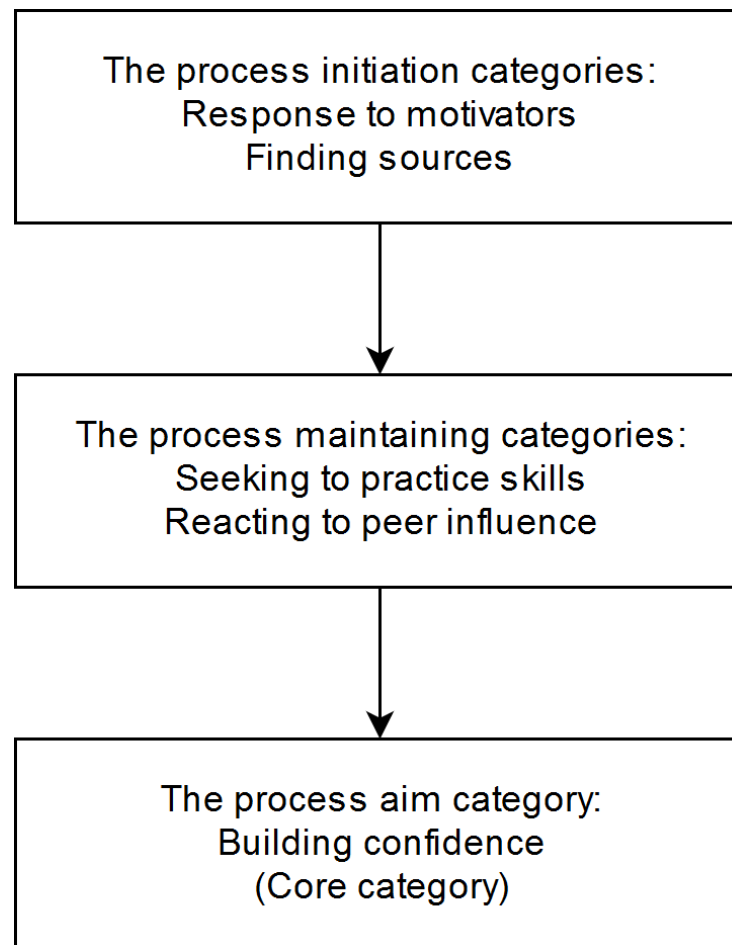 The process initiation categories:
Response to motivators
Finding sources
The process maintaining categories:
Seeking to practice skills
Reacting to peer influence
The process aim category:
Building confidence
(Core category)